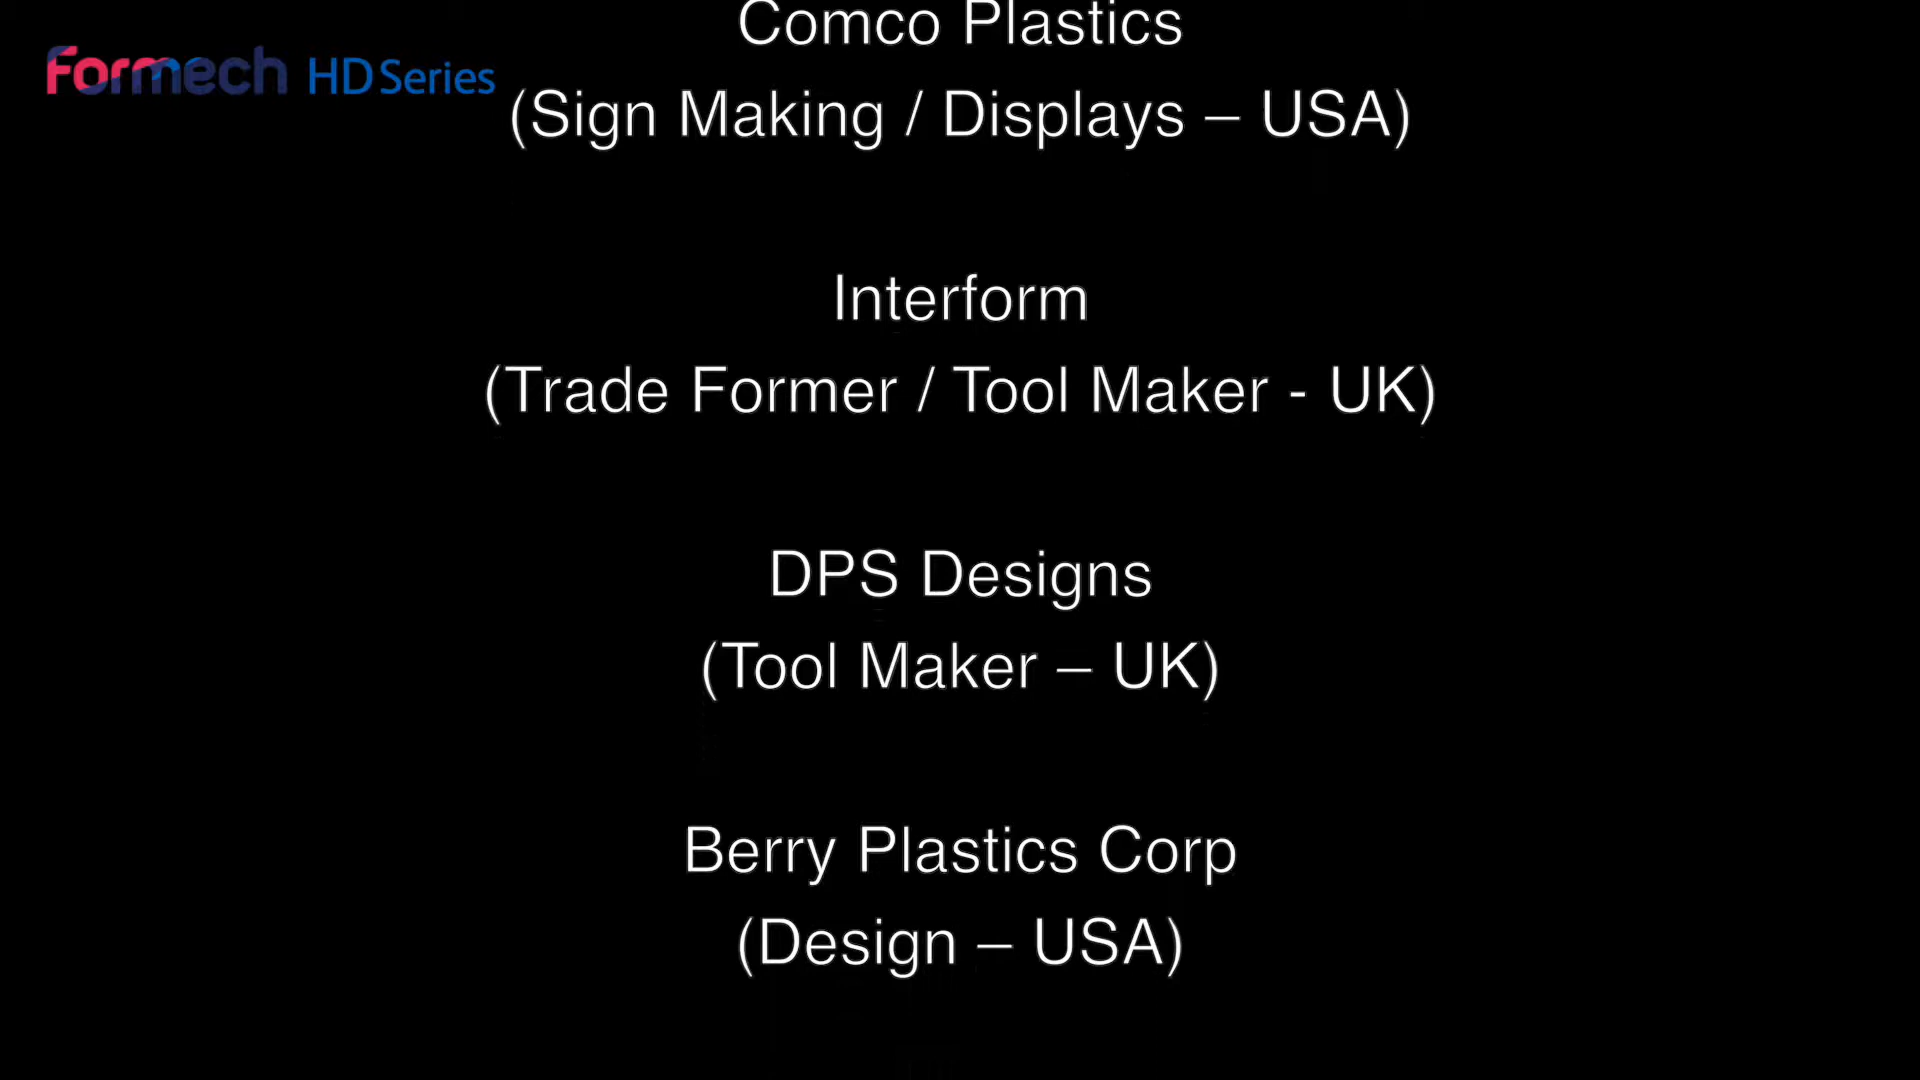 Comco Plastics
Formech HD Series
(Sign Making / Displays – USA)
Interform
(Trade Former / Tool Maker - UK)
DPS Designs
(Tool Maker – UK)
Berry Plastics Corp
(Design – USA)